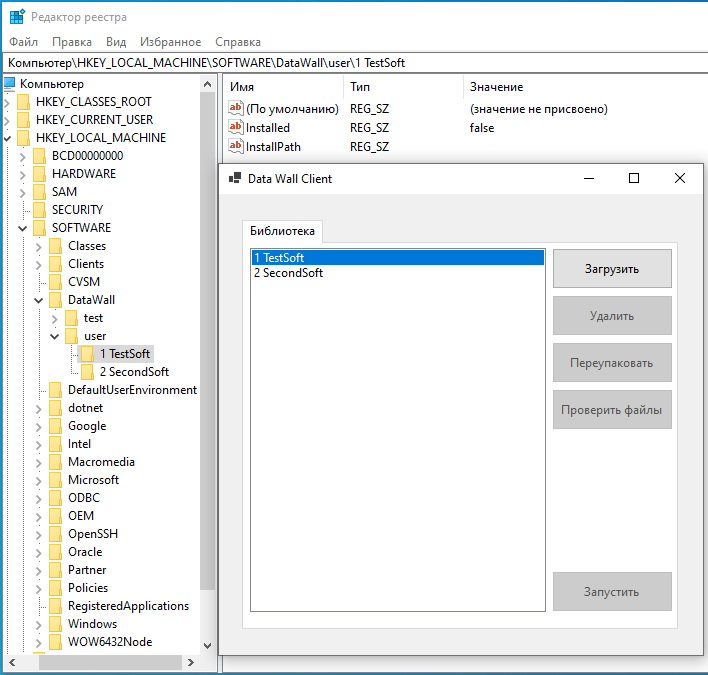 Редактор реестра
Файл Правка Вид Избранное Справка
Компьютер\HKEY_LOCAL_MACHINE\SOFTWARE\DataWall\user\1 TestSoft
Компьютер
HKEY_CLASSES_ROOT
HKEY_CURRENT_USER
HKEY_LOCAL_MACHINE
BCD00000000
HARDWARE
SAM
SECURITY
SOFTWARE
Classes
Clients
CVSM
DataWall
test
user
1 TestSoft
2 SecondSoft
DefaultUserEnvironment
dotnet
Google
Intel
Macromedia
Microsoft
ODBC
OEM
OpenSSH
Oracle
Partner
Policies
RegisteredApplications
Windows
WOW6432Node
Имя Тип Значение
ab (По умолчанию) REG_SZ (значение не присвоено)
ab Installed REG_SZ false
ab InstallPath REG_SZ
Data Wall Client
Библиотека
1 TestSoft
2 SecondSoft
Загрузить
Удалить
Переупаковать
Проверить файлы
Запустить